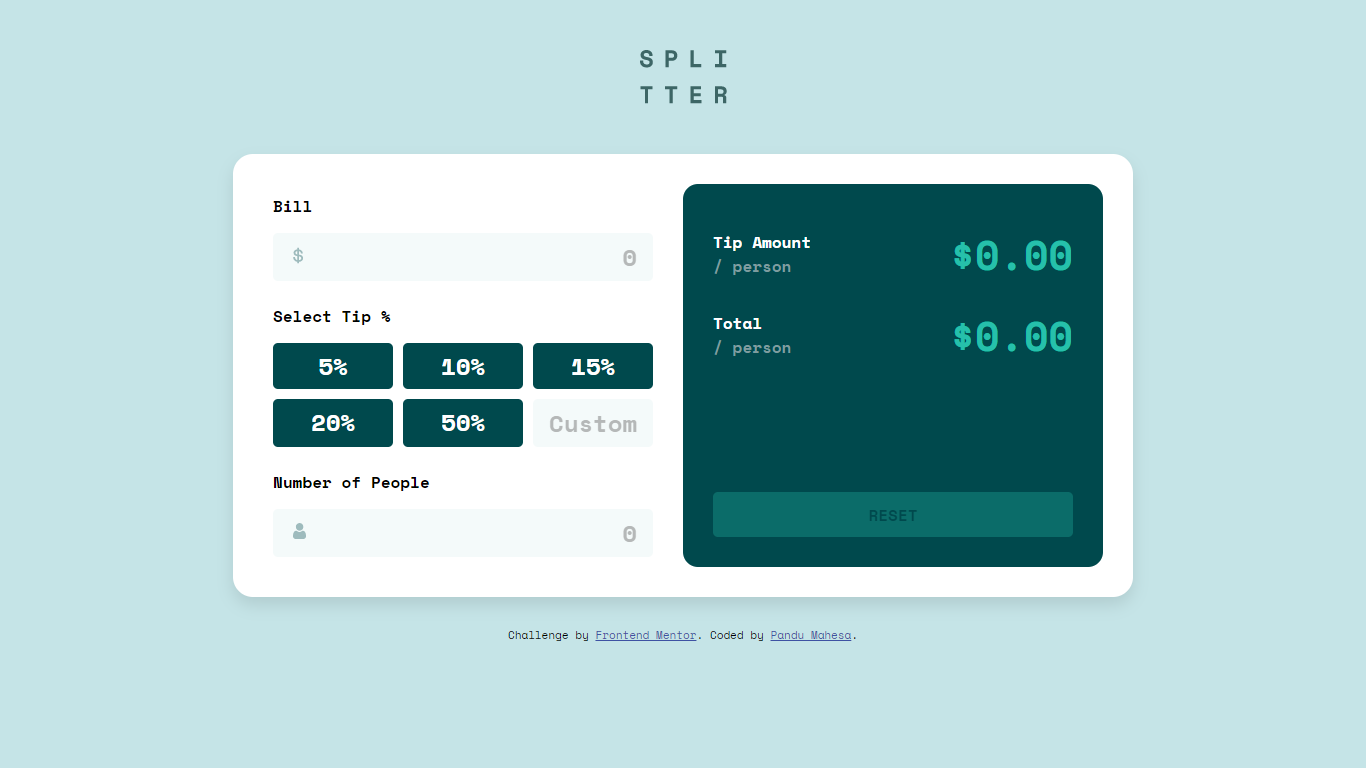 SPLI
TTER
Bill
$ 0
Select Tip %
5% 10% 15%
20% 50% Custom
Number of People
0
Tip Amount
/ person
$0.00
Total
/ person
$0.00
RESET
Challenge by Frontend Mentor. Coded by Pandu Mahesa.